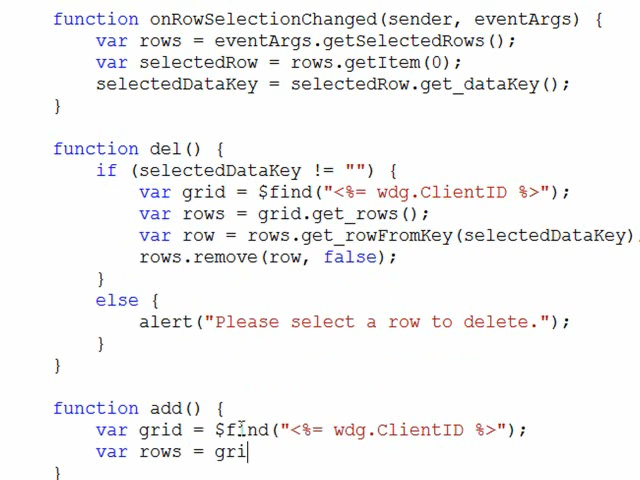 function onRowSelectionChanged(sender, eventArgs) {
var rows = eventArgs.getSelectedRows();
var selectedRow = rows.getItem(0);
selectedDataKey = selectedRow.get_dataKey();
}
function del() {
if (selectedDataKey != "") {
var grid = $find("<%= wdg.ClientID %>");
var rows = grid.get_rows();
var row = rows.get_rowFromKey(selectedDataKey);
rows.remove(row, false);
}
else {
alert("Please select a row to delete.");
}
}
function add() {
var grid = $find("<%= wdg.ClientID %>");
var rows = gri
}